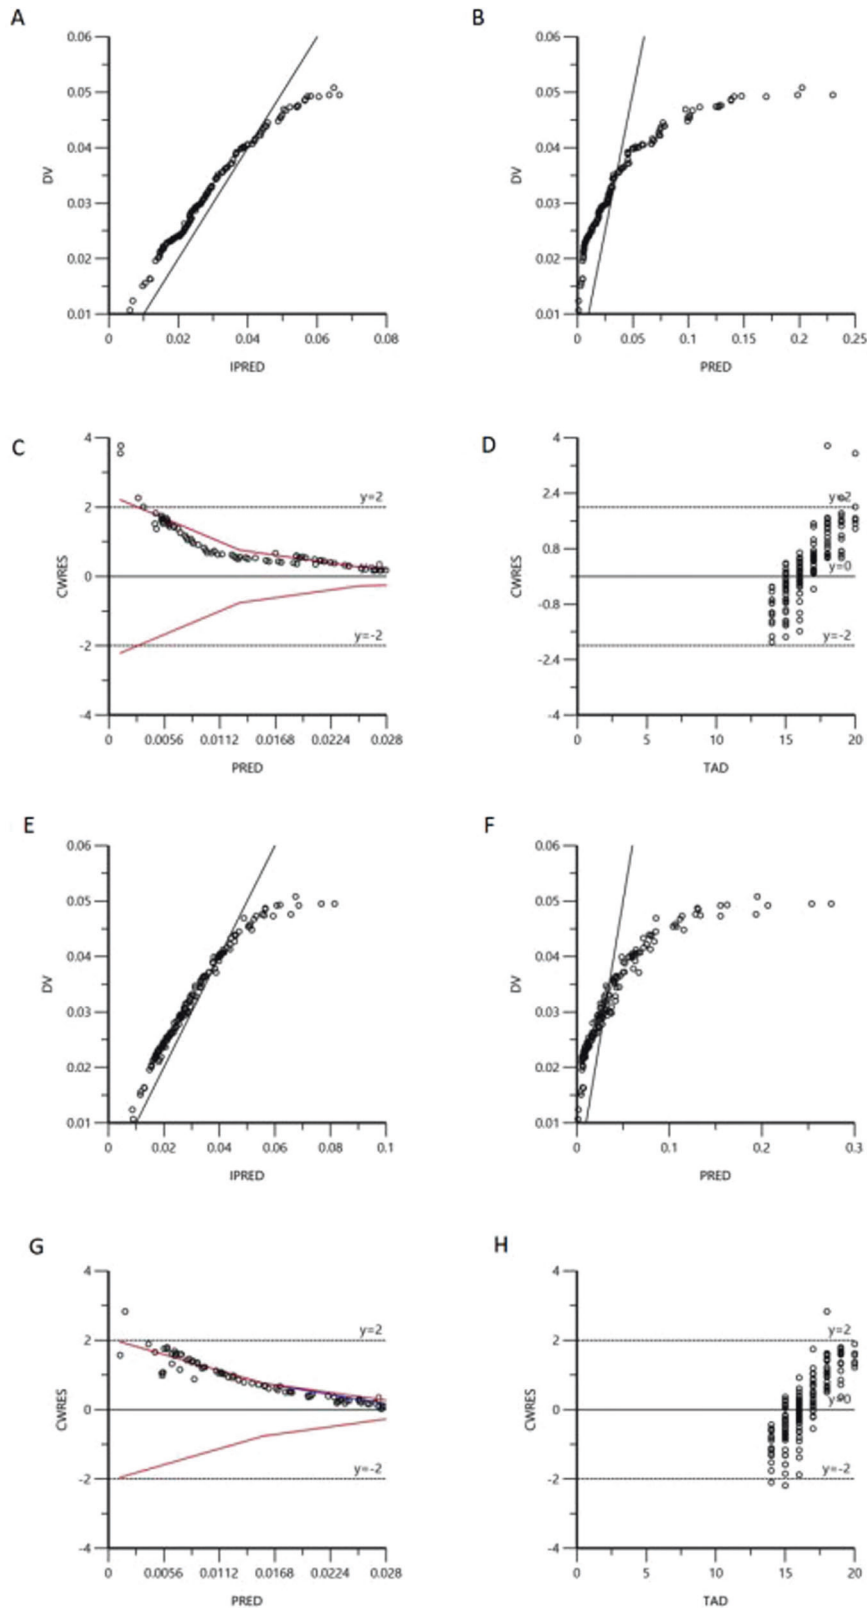 A
B
0.06
0.05
0.04
0.03
0.02
0.01
DV
0
0.02
0.04
0.06
0.08
IPRED
0.06
0.05
0.04
0.03
0.02
0.01
DV
0
0.05
0.1
0.15
0.2
0.25
PRED
C
D
4
2
0
-2
-4
CWRES
y=2
y=-2
0
0.0056
0.0112
0.0168
0.0224
0.028
PRED
4
2.4
0.8
-0.8
-2.4
-4
CWRES
y=2
y=0
y=-2
0
5
10
15
20
TAD
E
F
0.06
0.05
0.04
0.03
0.02
0.01
DV
0
0.02
0.04
0.06
0.08
0.1
IPRED
0.06
0.05
0.04
0.03
0.02
0.01
DV
0
0.1
0.2
0.3
PRED
G
H
4
2
0
-2
-4
CWRES
y=2
y=-2
0
0.0056
0.0112
0.0168
0.0224
0.028
PRED
4
2
0
-2
-4
CWRES
y=2
y=0
y=-2
0
5
10
15
20
TAD